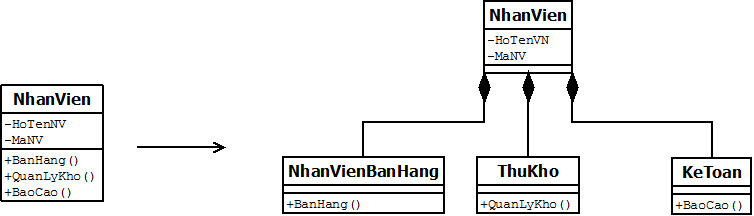 NhanVien
-HoTenNV
-MaNV
+BanHang()
+QuanLyKho()
+BaoCao()
NhanVien
-HoTenVN
-MaNV
NhanVienBanHang
+BanHang()
ThuKho
+QuanLyKho()
KeToan
+BaoCao()